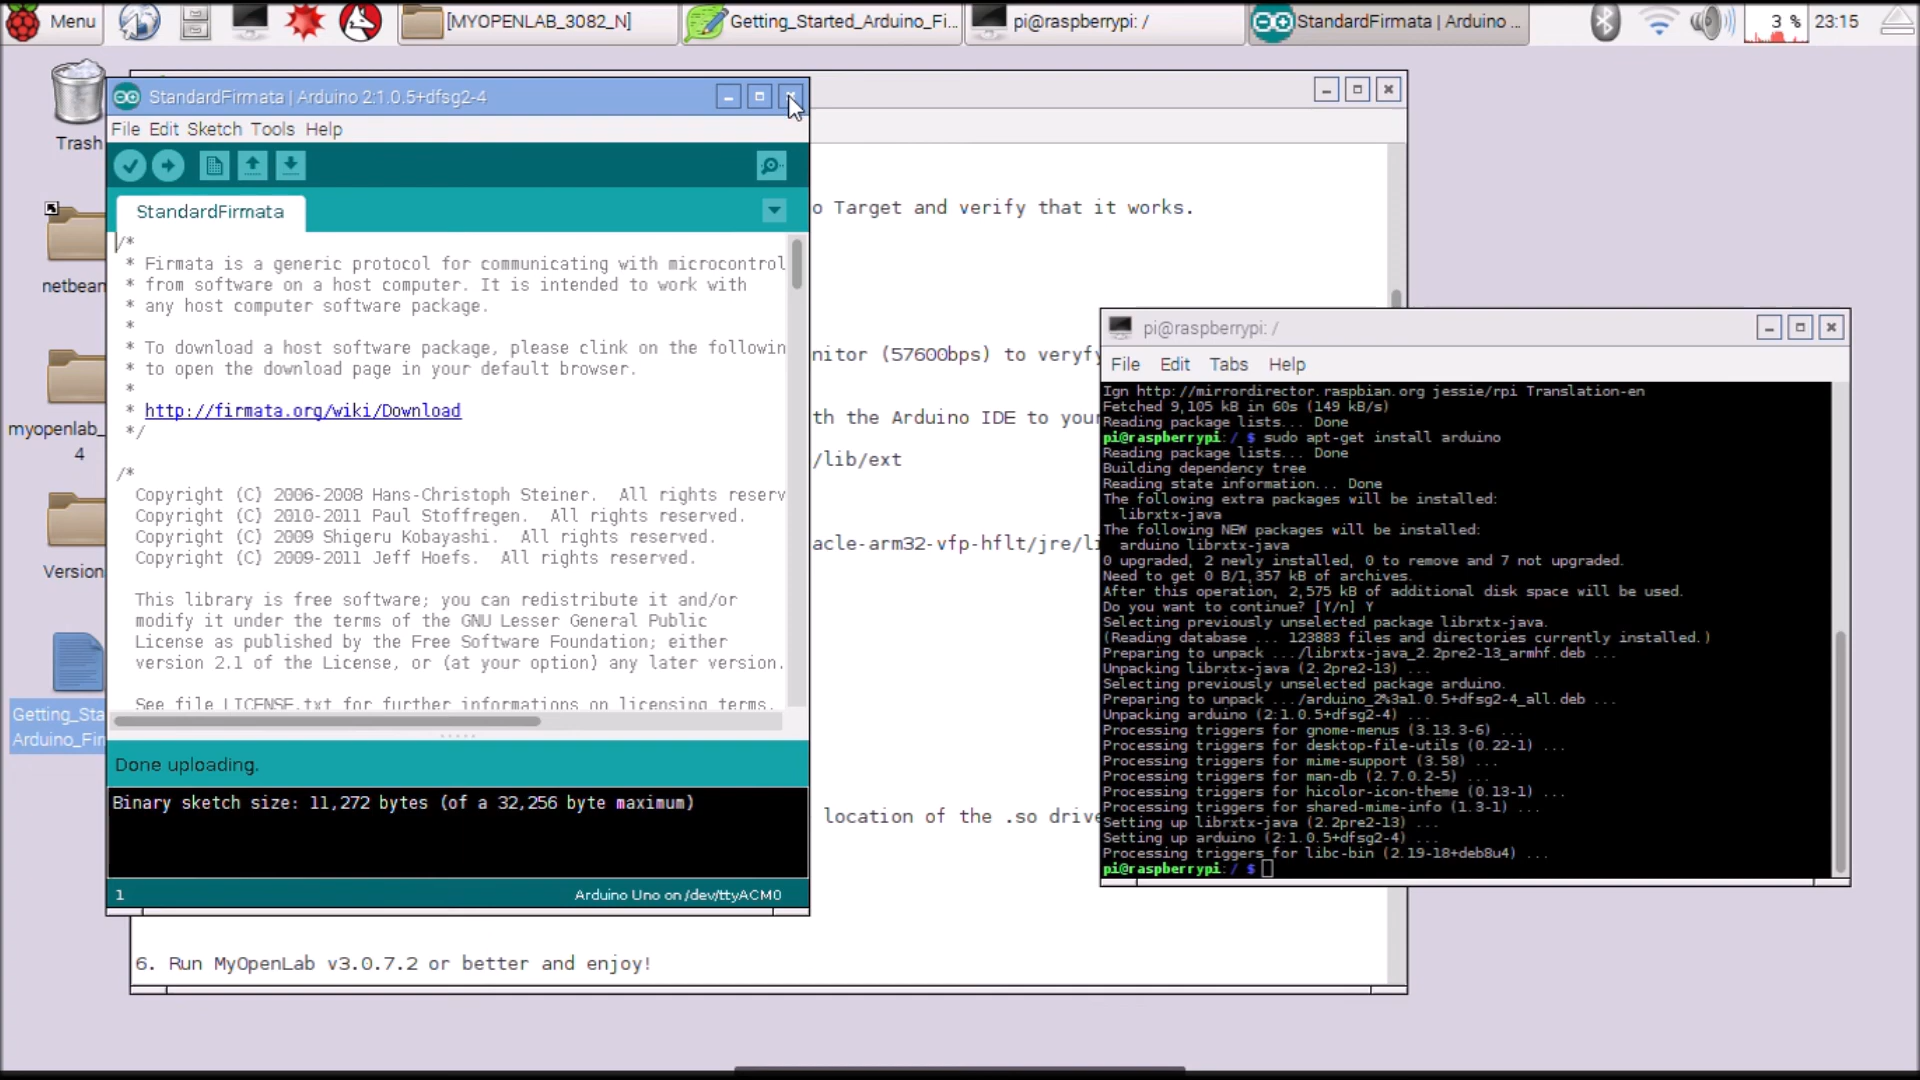 Menu
[MYOPENLAB_3082_N]
Getting_Started_Arduino_Fi...
pi@raspberrypi: /
StandardFirmata | Arduino ...
3 %
23:15
Trash
netbean
myopenlab_
4
Version
Getting_Sta
Arduino_Fir
StandardFirmata | Arduino 2:1.0.5+dfsg2-4
File Edit Sketch Tools Help
StandardFirmata
/*
* Firmata is a generic protocol for communicating with microcontrol
* from software on a host computer. It is intended to work with
* any host computer software package.
*
* To download a host software package, please clink on the followin
* to open the download page in your default browser.
*
* http://firmata.org/wiki/Download
*/
/*
Copyright (C) 2006-2008 Hans-Christoph Steiner.  All rights reserv
Copyright (C) 2010-2011 Paul Stoffregen.  All rights reserved.
Copyright (C) 2009 Shigeru Kobayashi.  All rights reserved.
Copyright (C) 2009-2011 Jeff Hoefs.  All rights reserved.
This library is free software; you can redistribute it and/or
modify it under the terms of the GNU Lesser General Public
License as published by the Free Software Foundation; either
version 2.1 of the License, or (at your option) any later version.
See file LICENSE.txt for further informations on licensing terms.
Done uploading.
Binary sketch size: 11,272 bytes (of a 32,256 byte maximum)
1
Arduino Uno on /dev/ttyACM0
o Target and verify that it works.
nitor (57600bps) to veryfy
th the Arduino IDE to your
/lib/ext
acle-arm32-vfp-hflt/jre/li
location of the .so drive
6. Run MyOpenLab v3.0.7.2 or better and enjoy!
pi@raspberrypi: /
File Edit Tabs Help
Ign http://mirrordirector.raspbian.org jessie/rpi Translation-en
Fetched 9,105 kB in 60s (149 kB/s)
Reading package lists... Done
pi@raspberrypi:/ $ sudo apt-get install arduino
Reading package lists... Done
Building dependency tree
Reading state information... Done
The following extra packages will be installed:
librxtx-java
The following NEW packages will be installed:
arduino librxtx-java
0 upgraded, 2 newly installed, 0 to remove and 7 not upgraded.
Need to get 0 B/1,357 kB of archives.
After this operation, 2,575 kB of additional disk space will be used.
Do you want to continue? [Y/n] Y
Selecting previously unselected package librxtx-java.
(Reading database ... 123883 files and directories currently installed.)
Preparing to unpack .../librxtx-java_2.2pre2-13_armhf.deb ...
Unpacking librxtx-java (2.2pre2-13) ...
Selecting previously unselected package arduino.
Preparing to unpack .../arduino_2%3a1.0.5+dfsg2-4_all.deb ...
Unpacking arduino (2:1.0.5+dfsg2-4) ...
Processing triggers for gnome-menus (3.13.3-6) ...
Processing triggers for desktop-file-utils (0.22-1) ...
Processing triggers for mime-support (3.58) ...
Processing triggers for man-db (2.7.0.2-5) ...
Processing triggers for hicolor-icon-theme (0.13-1) ...
Processing triggers for shared-mime-info (1.3-1) ...
Setting up librxtx-java (2.2pre2-13) ...
Setting up arduino (2:1.0.5+dfsg2-4) ...
Processing triggers for libc-bin (2.19-18+deb8u4) ...
pi@raspberrypi:/ $